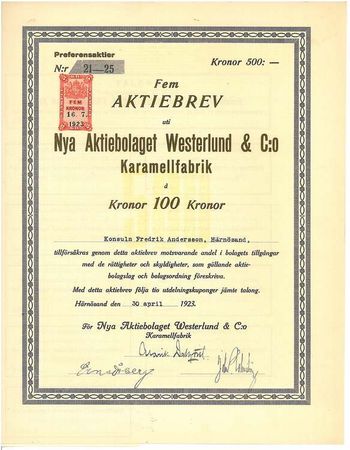 Preferensaktier
N:r 21-25
Kronor 500:—
FEM
KRONOR
16. 7.
1923
Fem
AKTIEBREV
uti
Nya Aktiebolaget Westerlund & C:o
Karamellfabrik
à
Kronor 100 Kronor
Konsuln Fredrik Andersson, Härnösand,
tillförsäkras genom detta aktiebrev motsvarande andel i bolagets tillgångar
med de rättigheter och skyldigheter, som gällande aktie-
bolagslag och bolagsordning föreskriva.
Med detta aktiebrev följa tio utdelningskuponger jämte talong.
Härnösand den 30 april 1923.
För Nya Aktiebolaget Westerlund & C:o
Karamellfabrik